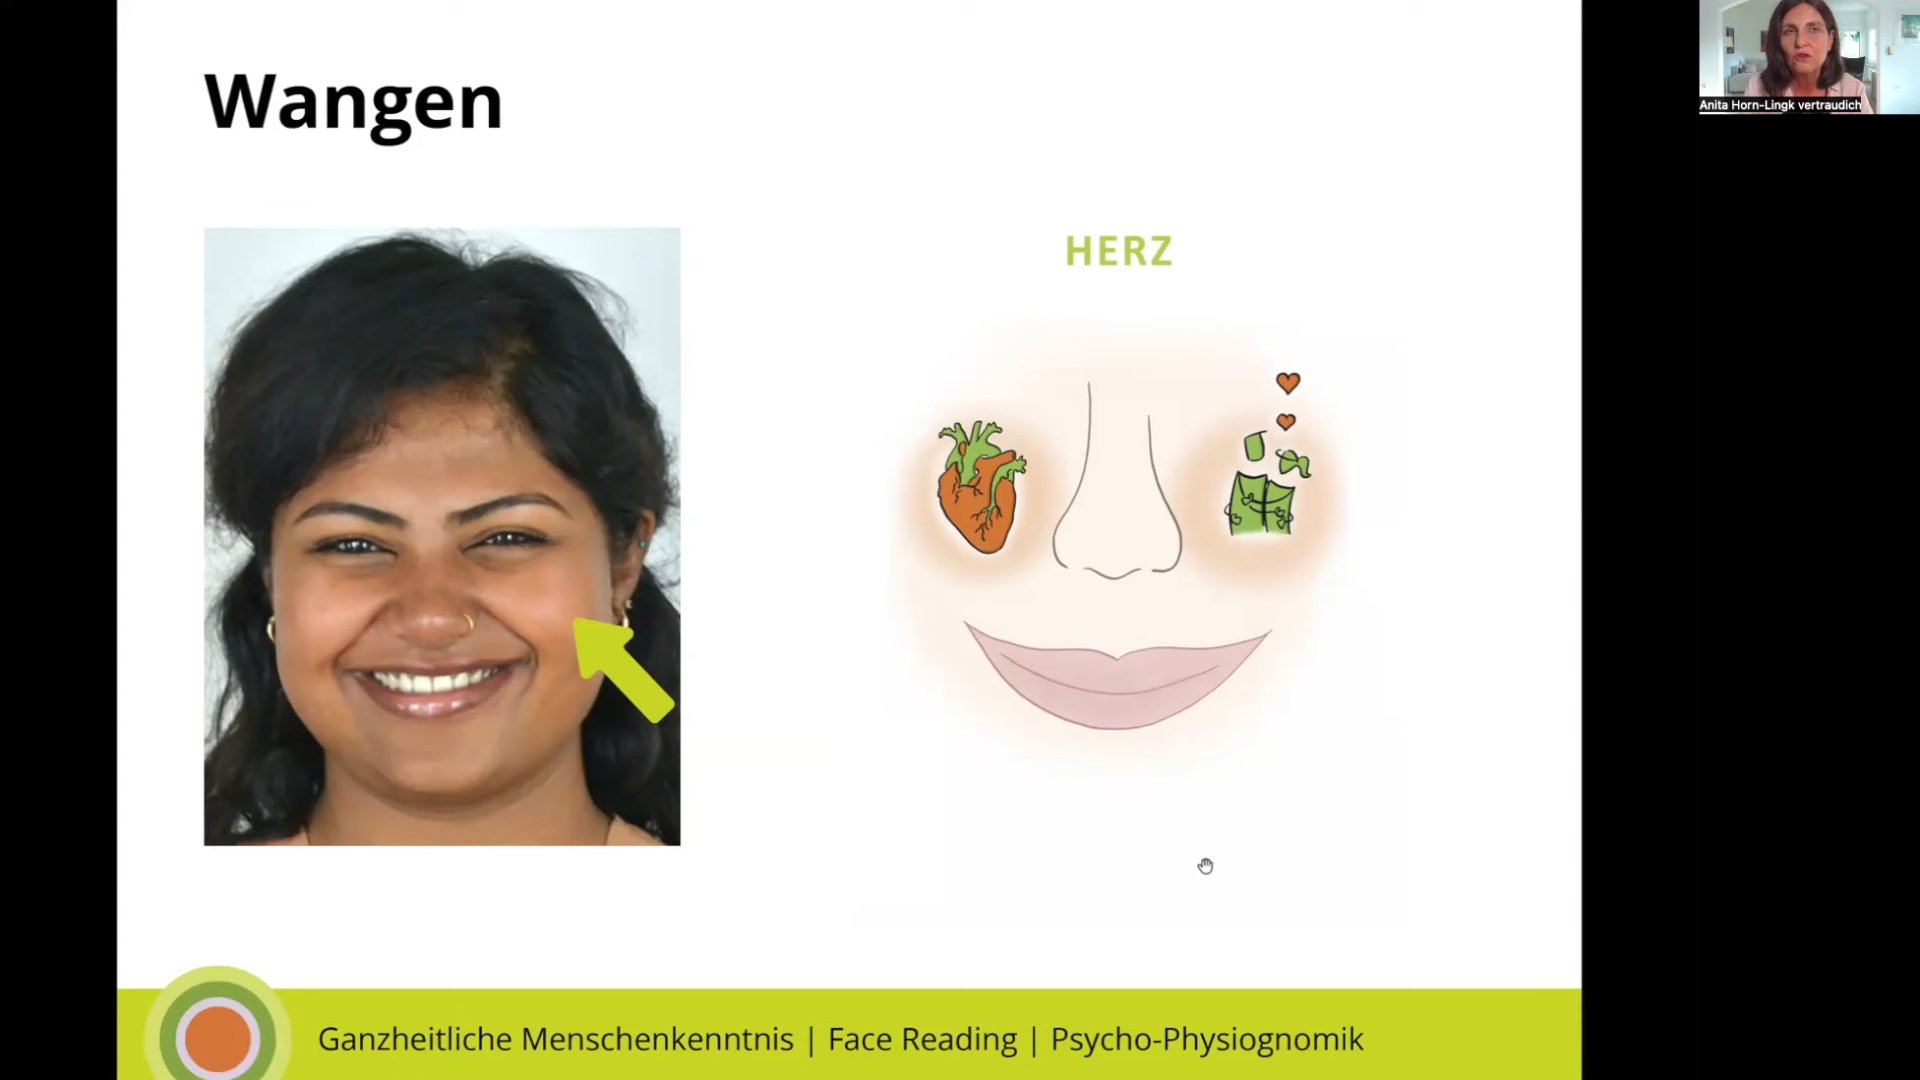 Wangen
HERZ
Anita Horn-Lingk vertraudich
Ganzheitliche Menschenkenntnis | Face Reading | Psycho-Physiognomik